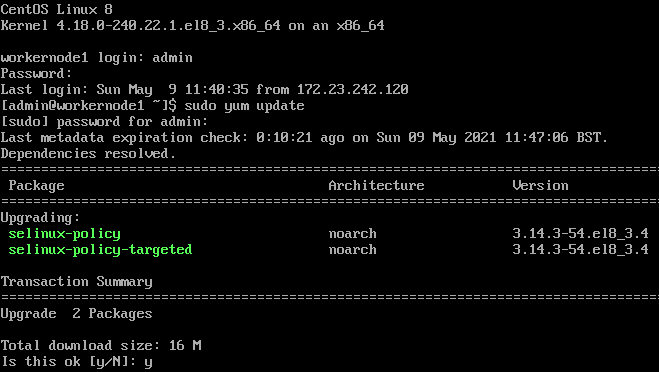 CentOS Linux 8
Kernel 4.18.0-240.22.1.el8_3.x86_64 on an x86_64
workernode1 login: admin
Password:
Last login: Sun May  9 11:40:35 from 172.23.242.120
[admin@workernode1 ~]$ sudo yum update
[sudo] password for admin:
Last metadata expiration check: 0:10:21 ago on Sun 09 May 2021 11:47:06 BST.
Dependencies resolved.
================================================================================
 Package                                Architecture           Version
================================================================================
Upgrading:
 selinux-policy                         noarch                 3.14.3-54.el8_3.4
 selinux-policy-targeted                noarch                 3.14.3-54.el8_3.4
Transaction Summary
================================================================================
Upgrade  2 Packages
Total download size: 16 M
Is this ok [y/N]: y